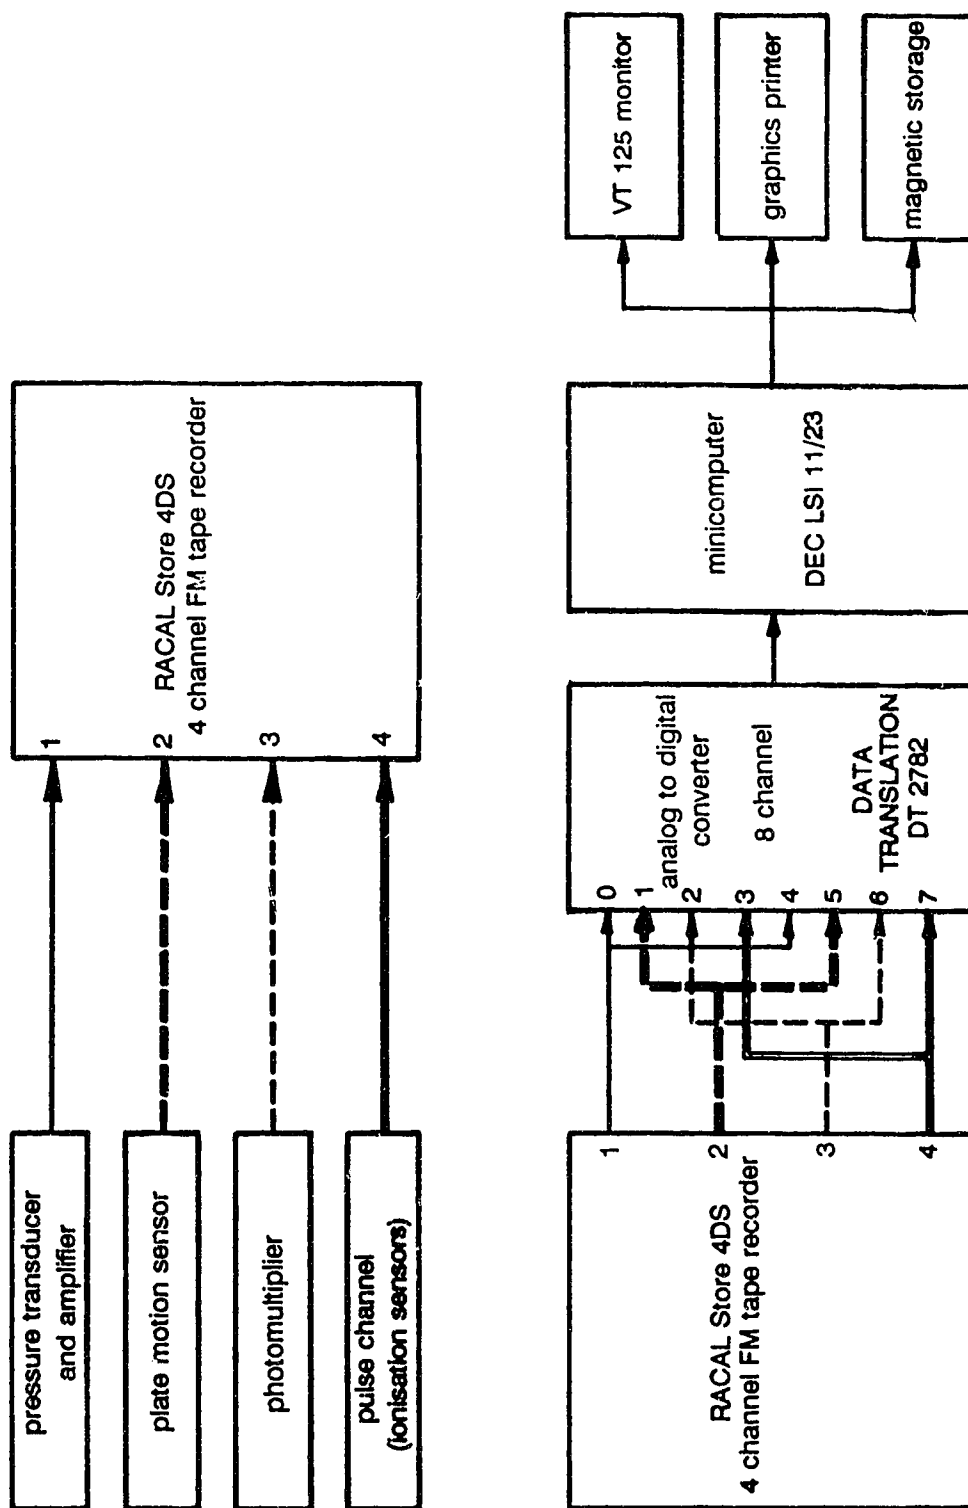 pressure transducer
and amplifier
plate motion sensor
photomultiplier
pulse channel
(ionisation sensors)
1
2
3
4
RACAL Store 4DS
4 channel FM tape recorder
RACAL Store 4DS
4 channel FM tape recorder
1
2
3
4
0
1
2
3
4
5
6
7
analog to digital
converter
8 channel
DATA
TRANSLATION
DT 2782
minicomputer
DEC LSI 11/23
VT 125 monitor
graphics printer
magnetic storage